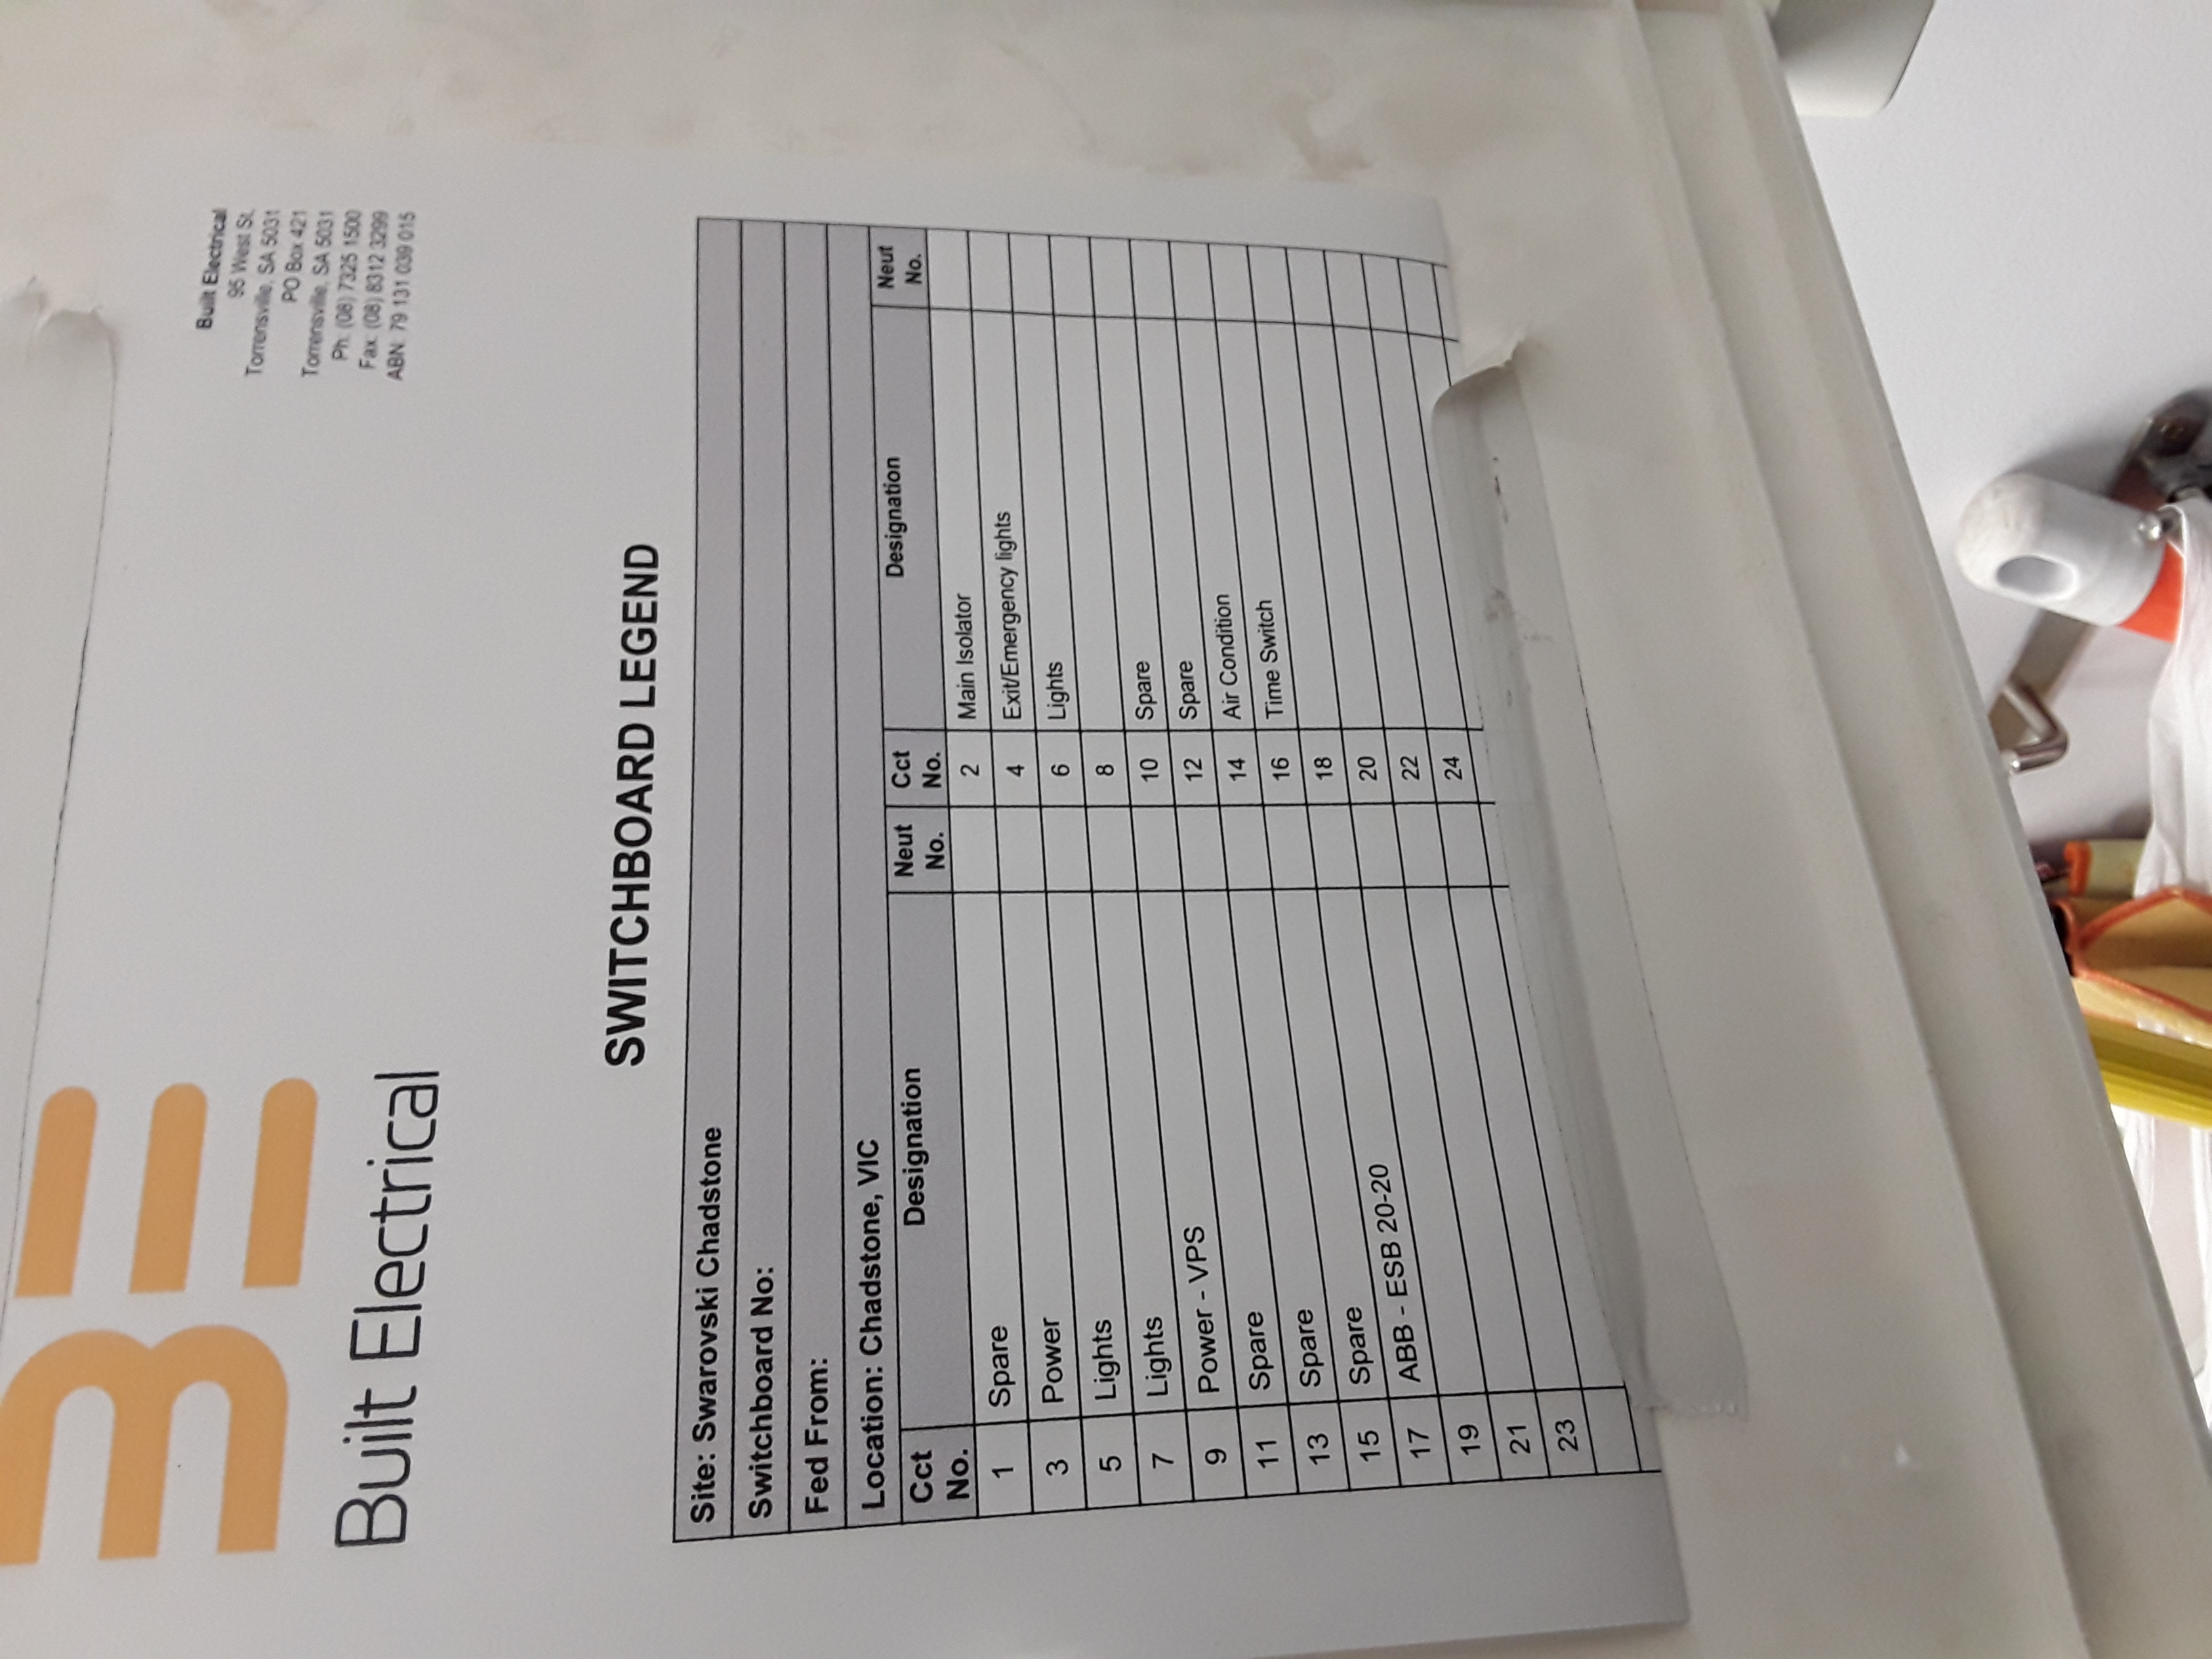 BE
Built Electrical
Built Electrical
95 West St,
Torrensville, SA 5031
PO Box 421
Torrensville, SA 5031
Ph: (08) 7325 1500
Fax: (08) 8312 3299
ABN: 79 131 039 015
SWITCHBOARD LEGEND
Site: Swarovski Chadstone
Switchboard No:
Fed From:
Location: Chadstone, VIC
Cct No. Designation Neut No. Cct No. Designation Neut No.
1 Spare 2 Main Isolator
3 Power 4 Exit/Emergency lights
5 Lights 6 Lights
7 Lights 8
9 Power - VPS 10 Spare
11 Spare 12 Spare
13 Spare 14 Air Condition
15 Spare 16 Time Switch
17 ABB - ESB 20-20 18
19 20
21 22
23 24